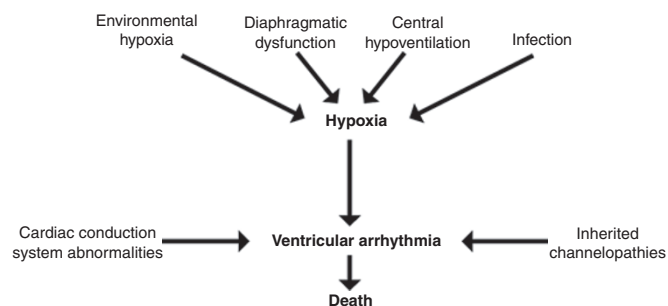 Environmental
hypoxia
Diaphragmatic
dysfunction
Central
hypoventilation
Infection
Hypoxia
Cardiac conduction
system abnormalities
Ventricular arrhythmia
Inherited
channelopathies
Death